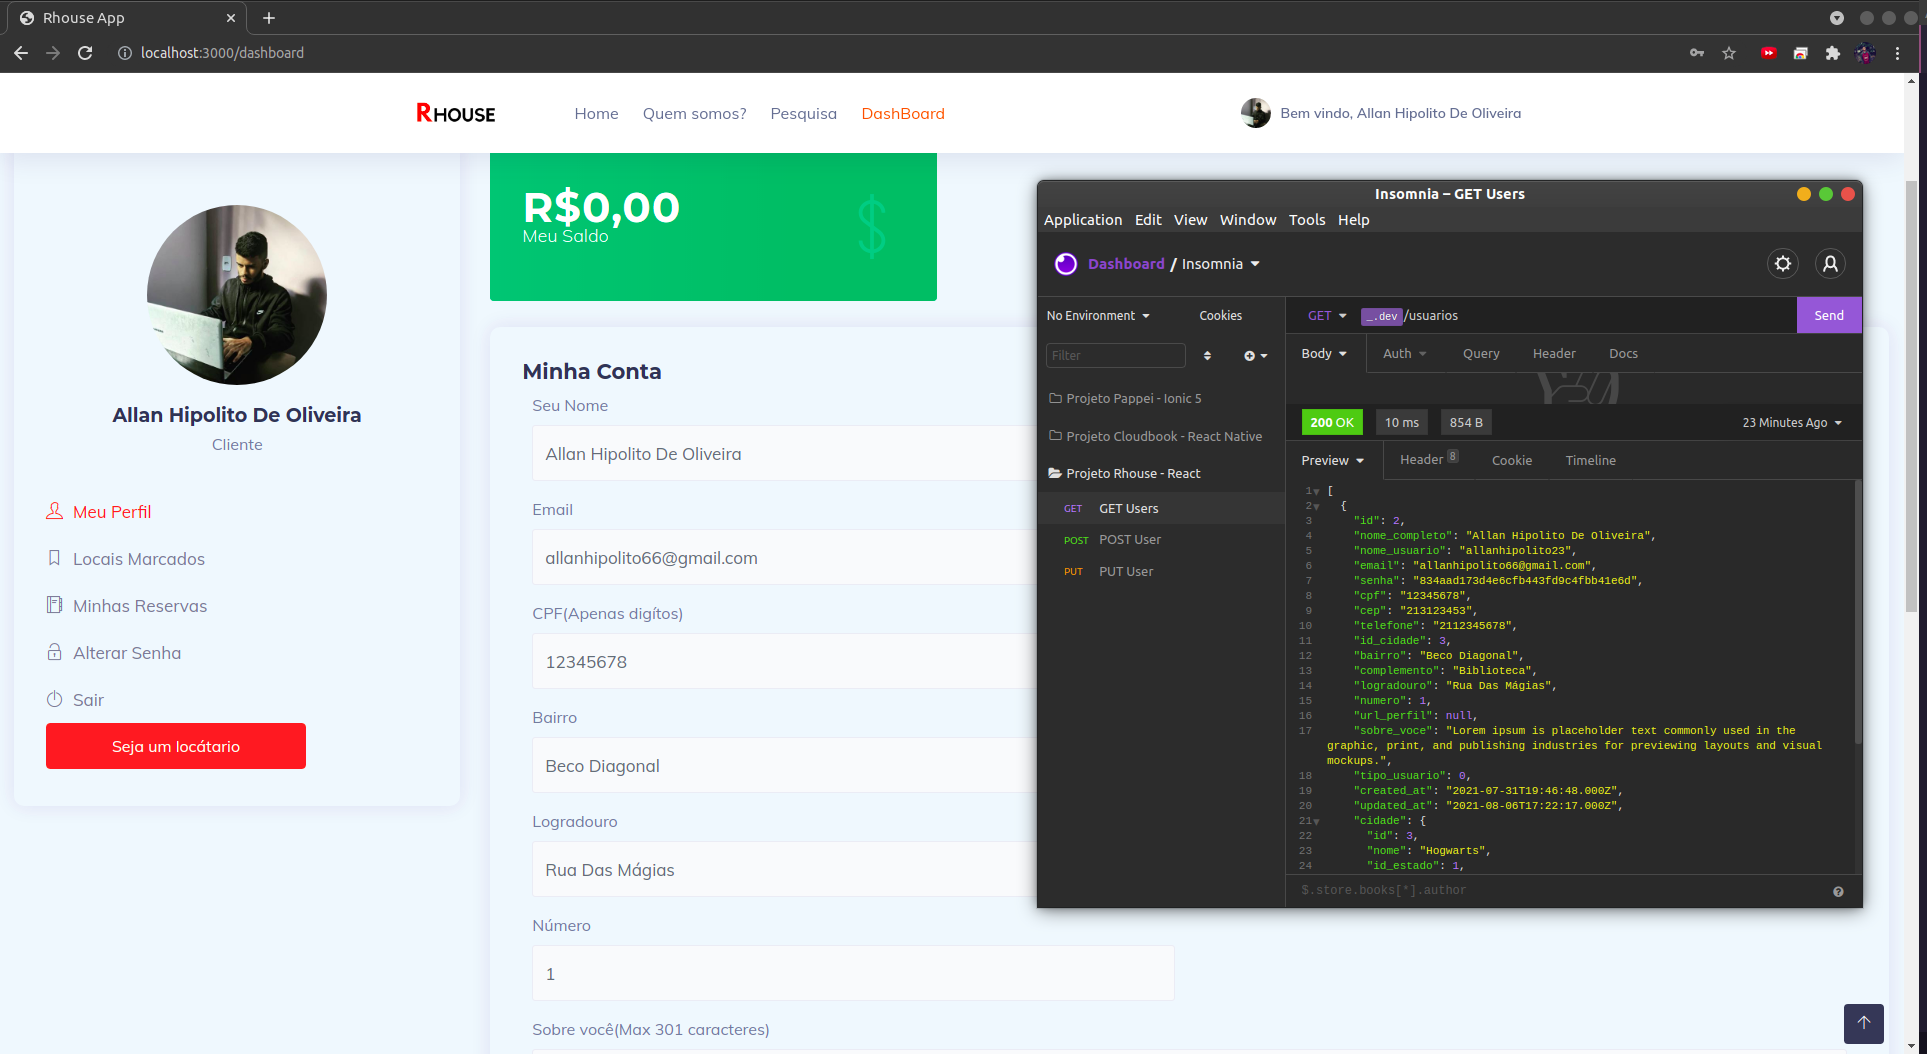 Rhouse App
localhost:3000/dashboard
RHOUSE
Home
Quem somos?
Pesquisa
DashBoard
Bem vindo, Allan Hipolito De Oliveira
Allan Hipolito De Oliveira
Cliente
Meu Perfil
Locais Marcados
Minhas Reservas
Alterar Senha
Sair
Seja um locátario
R$0,00
Meu Saldo
$
Minha Conta
Seu Nome
Allan Hipolito De Oliveira
Email
allanhipolito66@gmail.com
CPF(Apenas digítos)
12345678
Bairro
Beco Diagonal
Logradouro
Rua Das Mágias
Número
1
Sobre você(Max 301 caracteres)
Insomnia – GET Users
Application Edit View Window Tools Help
Dashboard / Insomnia
No Environment
Cookies
Filter
Projeto Pappei - Ionic 5
Projeto Cloudbook - React Native
Projeto Rhouse - React
GET GET Users
POST POST User
PUT PUT User
GET _.dev/usuarios
Send
Body Auth Query Header Docs
200 OK 10 ms 854 B 23 Minutes Ago
Preview Header 8 Cookie Timeline
1 [
2 {
3 "id": 2,
4 "nome_completo": "Allan Hipolito De Oliveira",
5 "nome_usuario": "allanhipolito23",
6 "email": "allanhipolito66@gmail.com",
7 "senha": "834aad173d4e6cfb443fd9c4fbb41e6d",
8 "cpf": "12345678",
9 "cep": "213123453",
10 "telefone": "2112345678",
11 "id_cidade": 3,
12 "bairro": "Beco Diagonal",
13 "complemento": "Biblioteca",
14 "logradouro": "Rua Das Mágias",
15 "numero": 1,
16 "url_perfil": null,
17 "sobre_voce": "Lorem ipsum is placeholder text commonly used in the
graphic, print, and publishing industries for previewing layouts and visual
mockups.",
18 "tipo_usuario": 0,
19 "created_at": "2021-07-31T19:46:48.000Z",
20 "updated_at": "2021-08-06T17:22:17.000Z",
21 "cidade": {
22 "id": 3,
23 "nome": "Hogwarts",
24 "id_estado": 1,
$.store.books[*].author